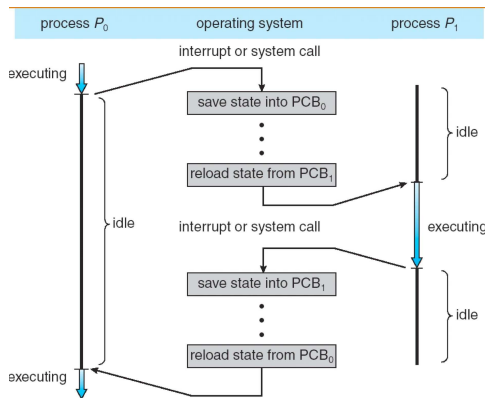 process P₀ operating system process P₁
interrupt or system call
executing
save state into PCB₀
idle
reload state from PCB₁
idle
interrupt or system call
executing
save state into PCB₁
idle
reload state from PCB₀
executing